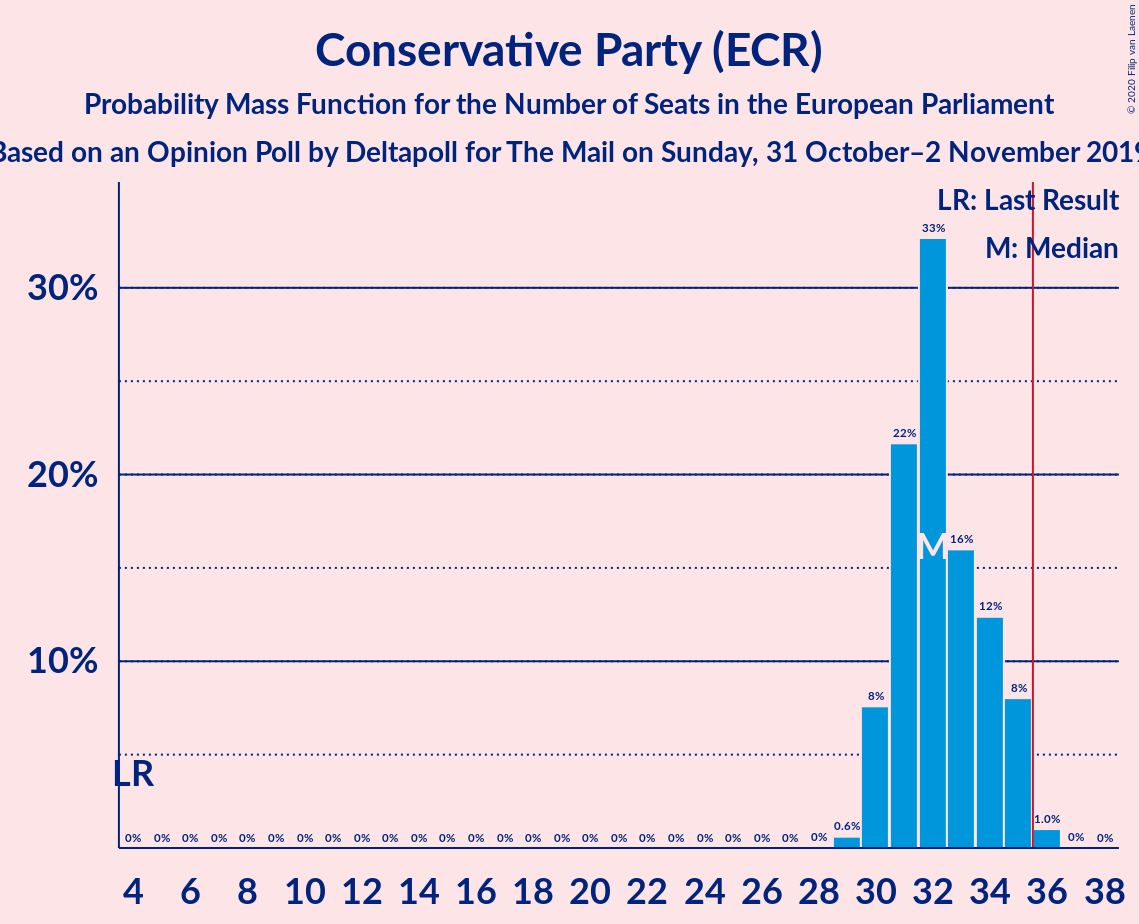 Conservative Party (ECR)
Probability Mass Function for the Number of Seats in the European Parliament
Based on an Opinion Poll by Deltapoll for The Mail on Sunday, 31 October–2 November 2019
© 2020 Filip van Laenen
LR: Last Result
M: Median
30%
20%
10%
33%
22%
M
16%
12%
8%
8%
LR
0% 0% 0% 0% 0% 0% 0% 0% 0% 0% 0% 0% 0% 0% 0% 0% 0% 0% 0% 0% 0% 0% 0% 0% 0% 0.6% 1.0% 0% 0%
4 6 8 10 12 14 16 18 20 22 24 26 28 30 32 34 36 38